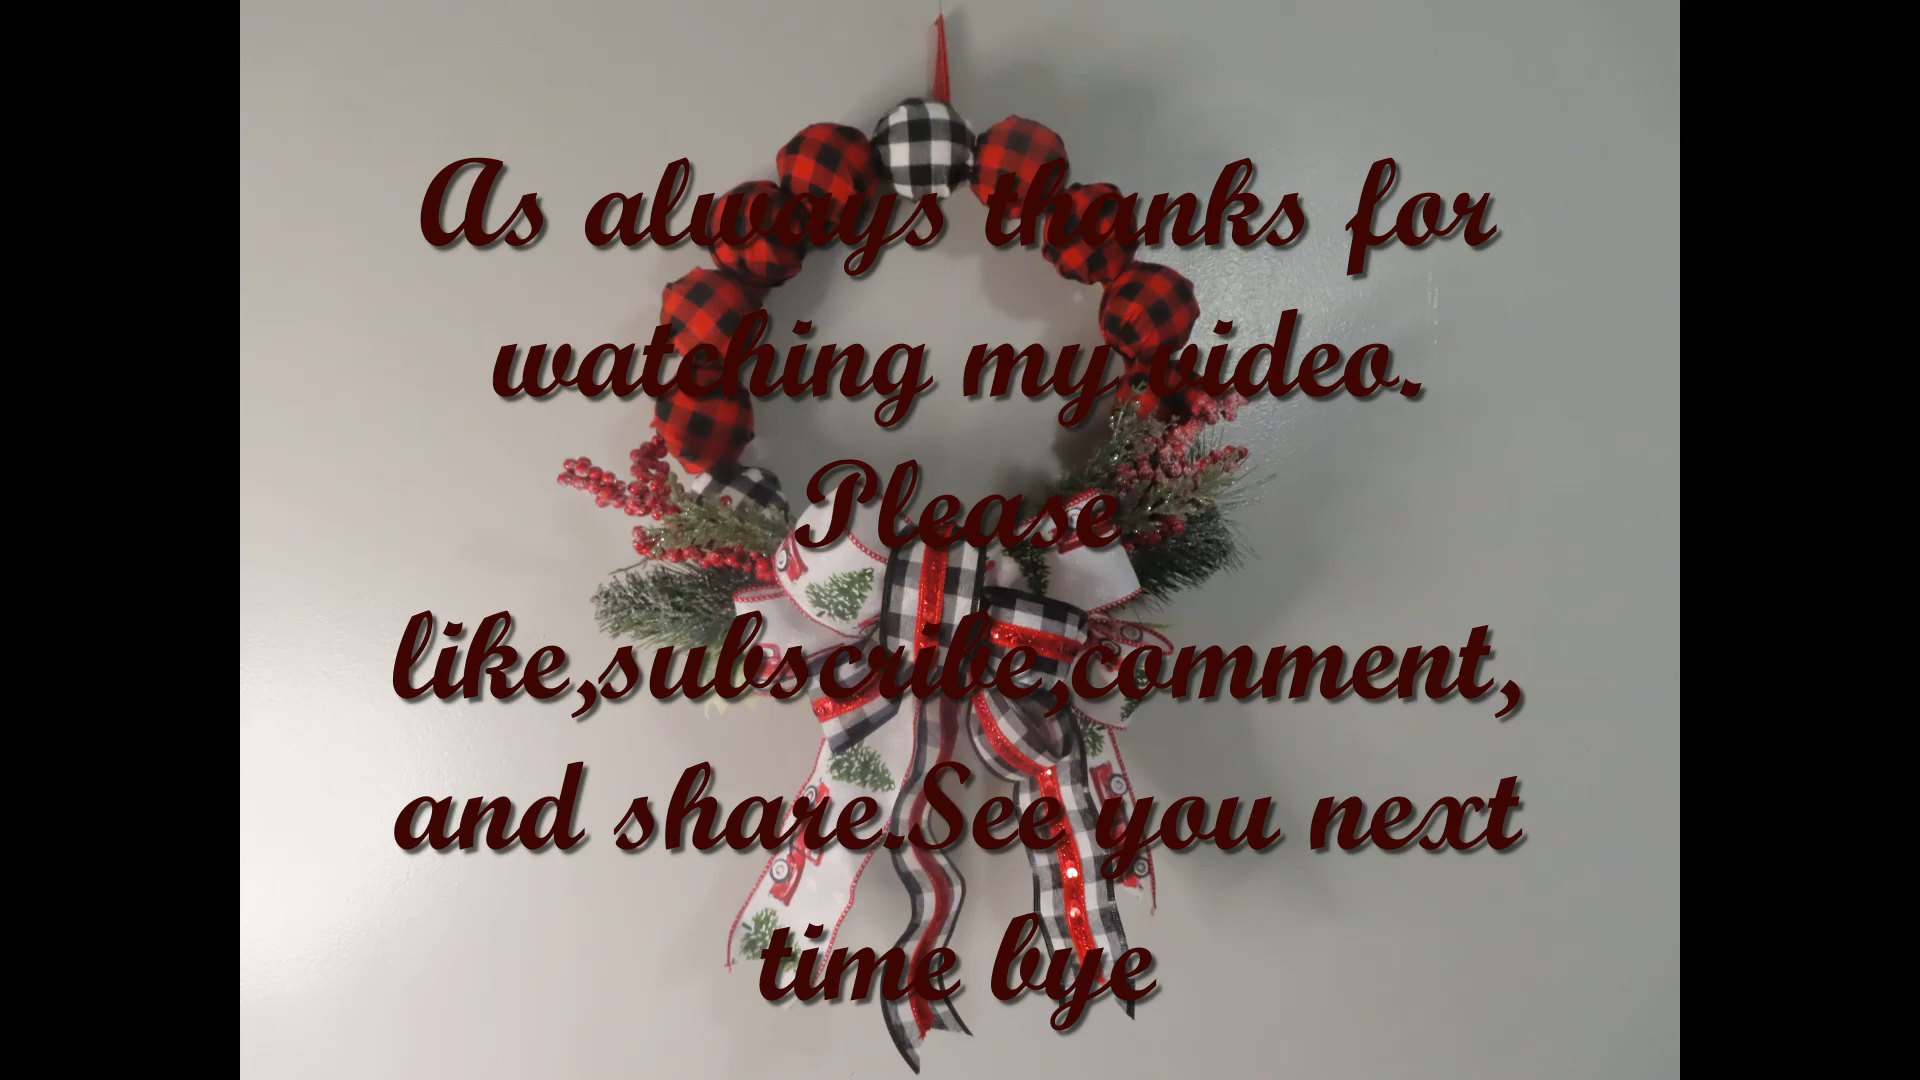 As always thanks for
watching my video.
Please
like,subscribe,comment,
and share.See you next
time bye